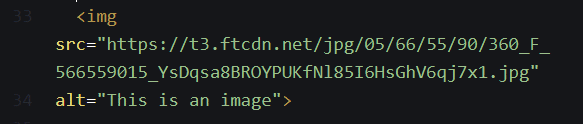 33 <img
src="https://t3.ftcdn.net/jpg/05/66/55/90/360_F_
566559015_YsDqsa8BROYPUKfNl85I6HsGhV6qj7x1.jpg"
34 alt="This is an image">